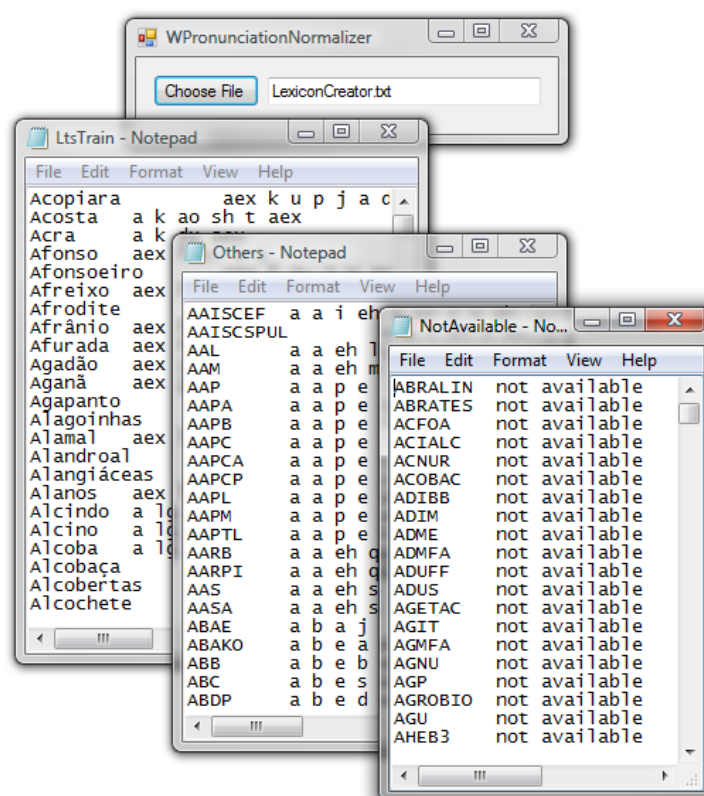 WPronunciationNormalizer
Choose File LexiconCreator.txt
LtsTrain - Notepad
File Edit Format View Help
Acopiara aex k u p j a d
Acosta a k ao sh t aex
Acra a k
Afonso aex
Afonsoeiro
Afreixo aex
Afrodite
Afrânio aex
Afurada aex
Agadão aex
Aganã aex
Agapanto
Alagoinhas
Alamal aex
Alandroal
Alangiáceas
Alanos aex
Alcindo a lg
Alcino a lg
Alcoba a lg
Alcobaça
Alcobertas
Alcochete
Others - Notepad
File Edit Format View Help
AAISCEF a a i eh
AAISCSPUL
AAL a a eh l
AAM a a eh m
AAP a a p e
AAPA a a p e
AAPB a a p e
AAPC a a p e
AAPCA a a p e
AAPCP a a p e
AAPL a a p e
AAPM a a p e
AAPTL a a p e
AARB a a eh
AARPI a a eh
AAS a a eh s
AASA a a eh s
ABAE a b a j
ABAKO a b e a
ABB a b e b
ABC a b e s
ABDP a b e d
NotAvailable - No...
File Edit Format View Help
ABRALIN not available
ABRATES not available
ACFOA not available
ACIALC not available
ACNUR not available
ACOBAC not available
ADIBB not available
ADIM not available
ADME not available
ADMFA not available
ADUFF not available
ADUS not available
AGETAC not available
AGIT not available
AGMFA not available
AGNU not available
AGP not available
AGROBIO not available
AGU not available
AHEB3 not available